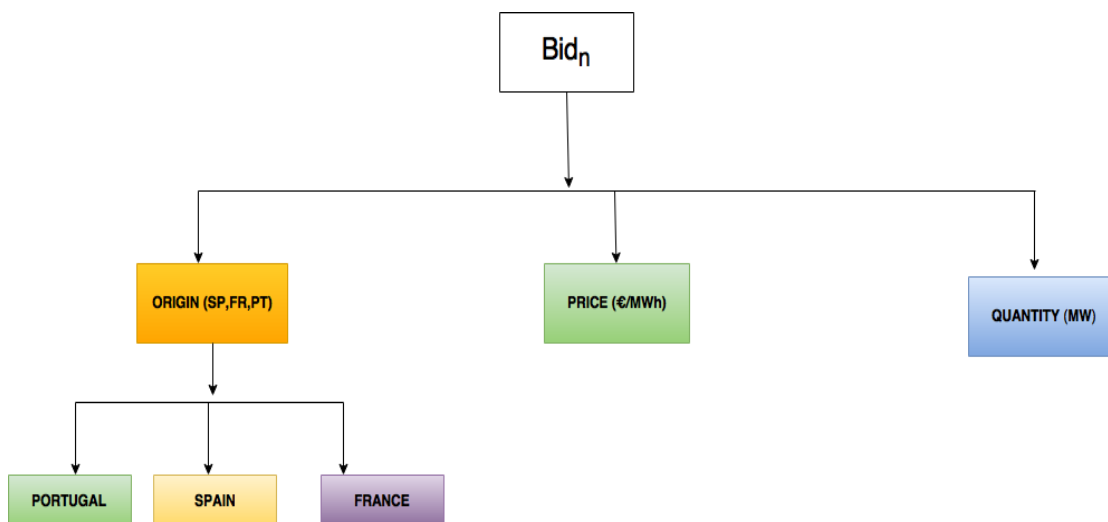 Bidn
ORIGIN (SP,FR,PT)
PRICE (€/MWh)
QUANTITY (MW)
PORTUGAL
SPAIN
FRANCE